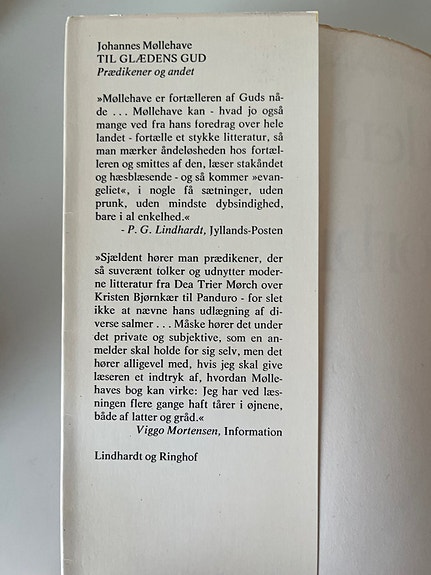 Johannes Møllehave
TIL GLÆDENS GUD
Prædikener og andet
»Møllehave er fortælleren af Guds nå-
de . . . Møllehave kan - hvad jo også
mange ved fra hans foredrag over hele
landet - fortælle et stykke litteratur, så
man mærker åndeløsheden hos fortæl-
leren og smittes af den, læser stakåndet
og hæsblæsende - og så kommer »evan-
geliet«, i nogle få sætninger, uden
prunk, uden mindste dybsindighed,
bare i al enkelhed.«
- P. G. Lindhardt, Jyllands-Posten
»Sjældent hører man prædikener, der
så suverænt tolker og udnytter moder-
ne litteratur fra Dea Trier Mørch over
Kristen Bjørnkær til Panduro - for slet
ikke at nævne hans udlægning af di-
verse salmer . . . Måske hører det under
det private og subjektive, som en an-
melder skal holde for sig selv, men det
hører alligevel med, hvis jeg skal give
læseren et indtryk af, hvordan Mølle-
haves bog kan virke: Jeg har ved læs-
ningen flere gange haft tårer i øjnene,
både af latter og gråd.«
Viggo Mortensen, Information
Lindhardt og Ringhof